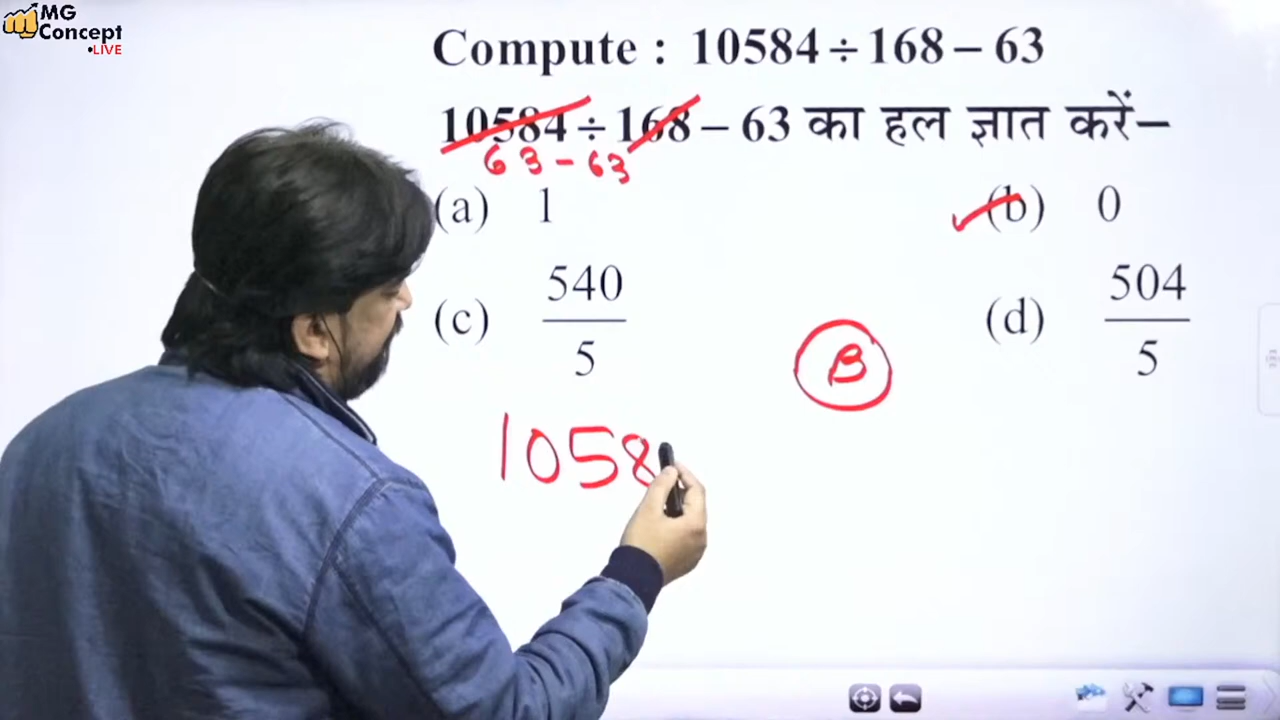 MG
Concept
•LIVE
Compute : 10584 ÷ 168 – 63
10584 ÷ 168 – 63 का हल ज्ञात करें–
63 - 63
(a) 1
(b) 0
(c) 540/5
(d) 504/5
B
1058